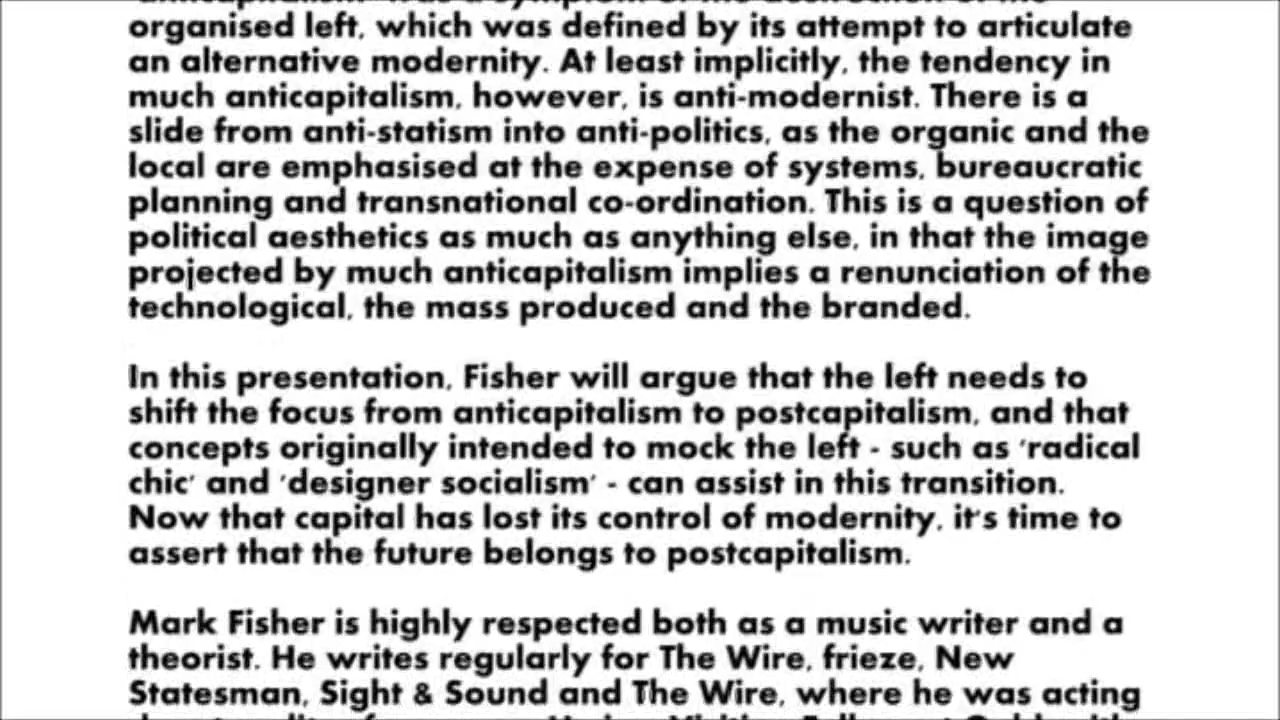 organised left, which was defined by its attempt to articulate
an alternative modernity. At least implicitly, the tendency in
much anticapitalism, however, is anti-modernist. There is a
slide from anti-statism into anti-politics, as the organic and the
local are emphasised at the expense of systems, bureaucratic
planning and transnational co-ordination. This is a question of
political aesthetics as much as anything else, in that the image
projected by much anticapitalism implies a renunciation of the
technological, the mass produced and the branded.
In this presentation, Fisher will argue that the left needs to
shift the focus from anticapitalism to postcapitalism, and that
concepts originally intended to mock the left - such as 'radical
chic' and 'designer socialism' - can assist in this transition.
Now that capital has lost its control of modernity, it's time to
assert that the future belongs to postcapitalism.
Mark Fisher is highly respected both as a music writer and a
theorist. He writes regularly for The Wire, frieze, New
Statesman, Sight & Sound and The Wire, where he was acting